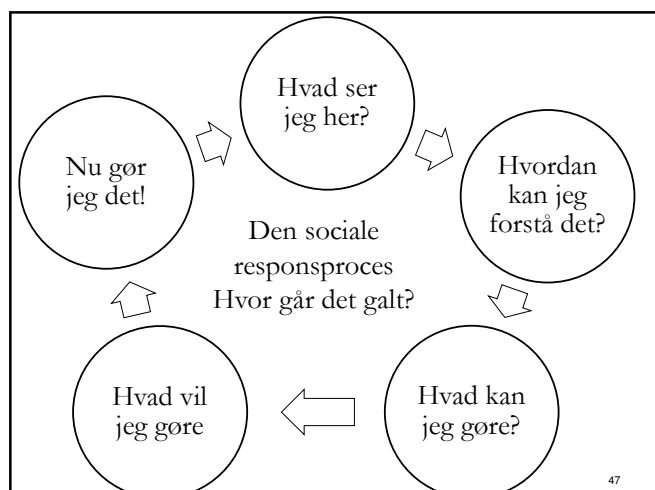 Hvad ser
jeg her?
Hvordan
kan jeg
forstå det?
Hvad kan
jeg gøre?
Hvad vil
jeg gøre
Nu gør
jeg det!
Den sociale
responsproces
Hvor går det galt?
47